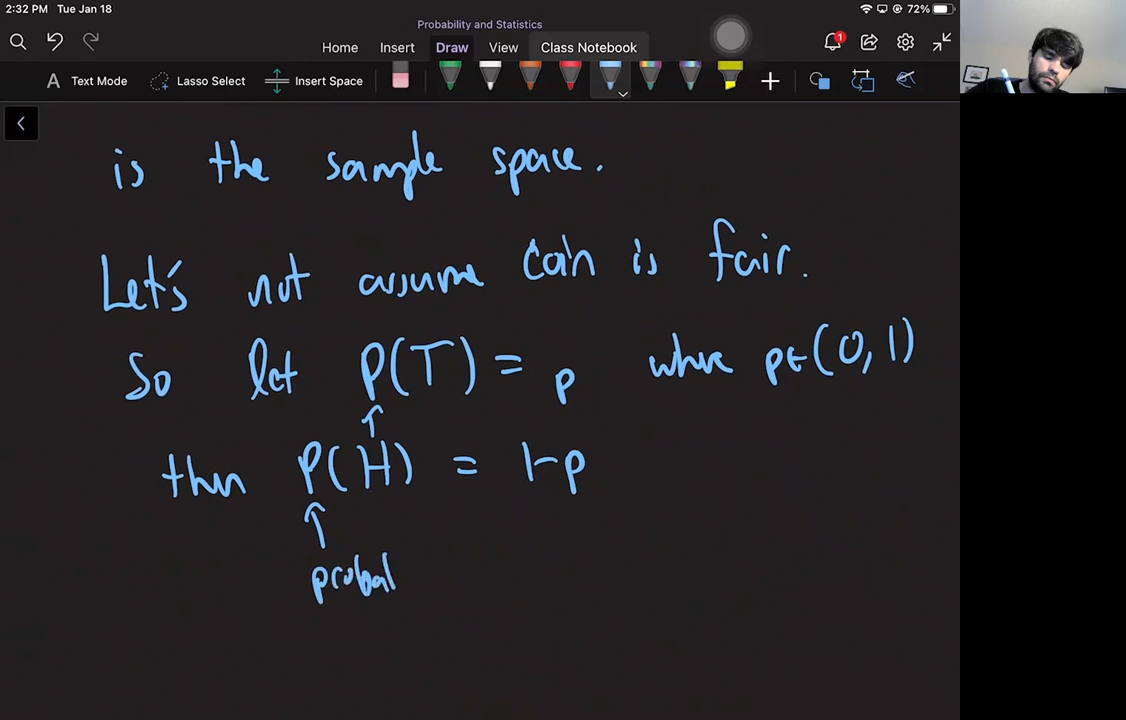 2:32 PM Tue Jan 18
72%
Probability and Statistics
Home Insert Draw View Class Notebook
1
A Text Mode Lasso Select Insert Space
is the sample space.
Let's not assume coin is fair.
So let P(T) = p where p∈(0,1)
then P(H) = 1-p
probal